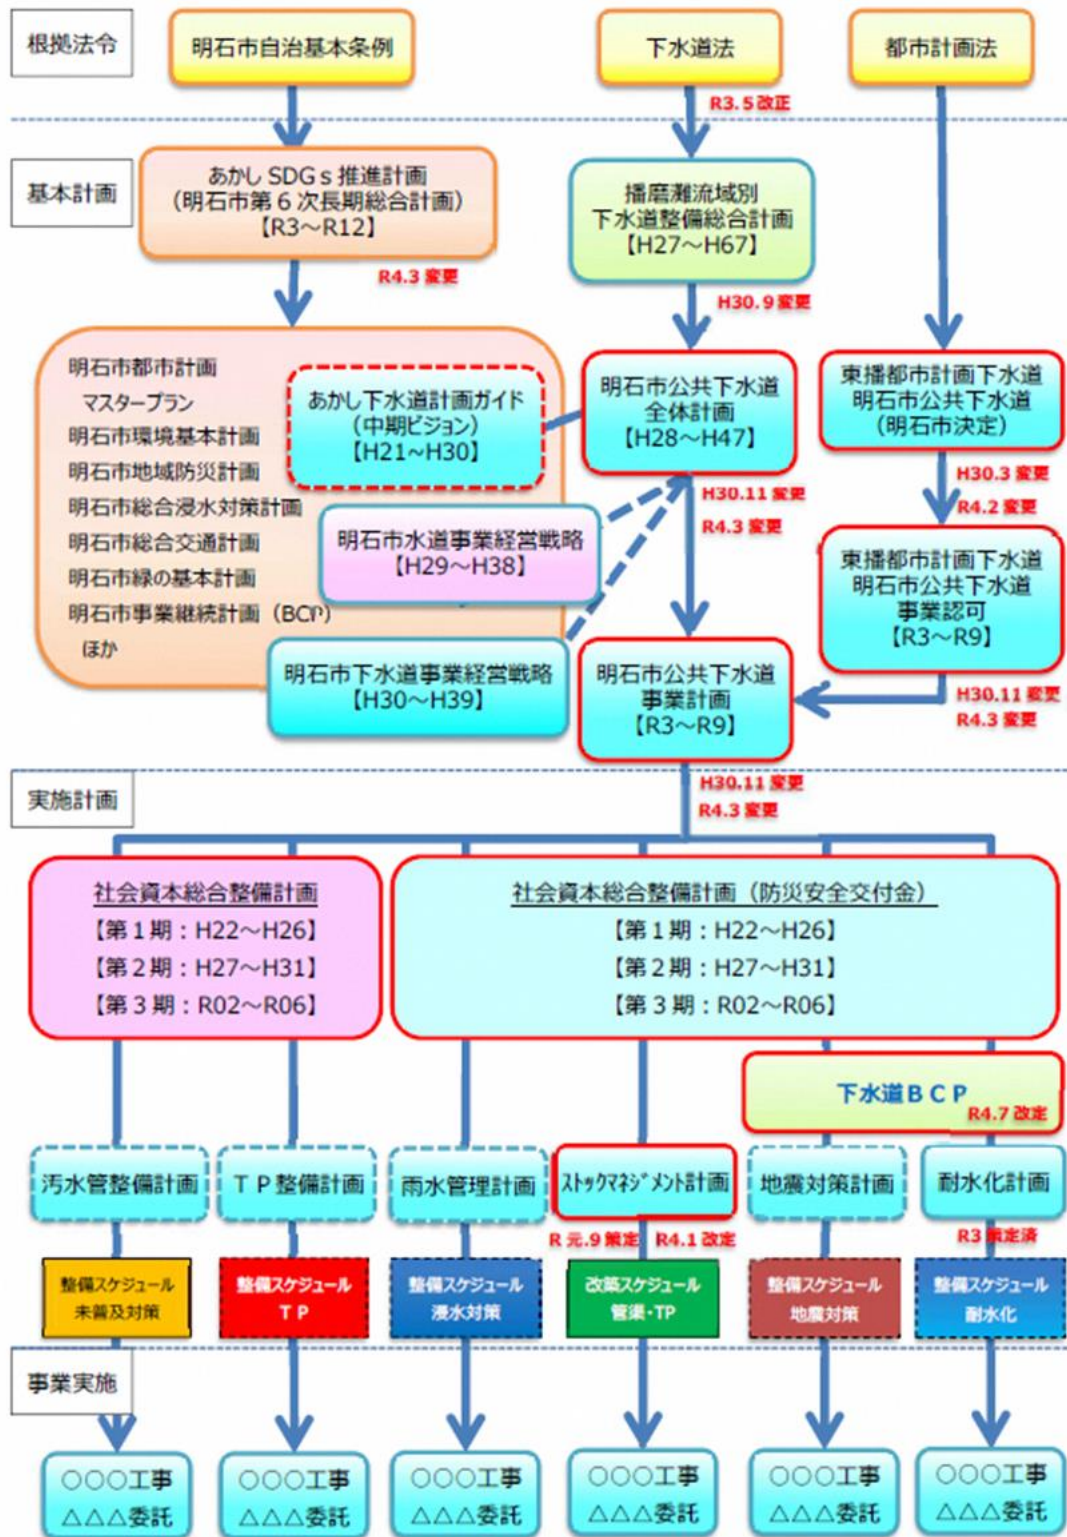 根拠法令
明石市自治基本条例
下水道法
都市計画法
R3.5 改正
基本計画
あかし SDGs 推進計画
(明石市第6次長期総合計画)
【R3～R12】
播磨灘流域別
下水道整備総合計画
【H27～H67】
R4.3 変更
H30.9 変更
明石市都市計画
マスタープラン
明石市環境基本計画
明石市地域防災計画
明石市総合浸水対策計画
明石市総合交通計画
明石市緑の基本計画
明石市事業継続計画（BCP）
ほか
あかし下水道計画ガイド
（中期ビジョン）
【H21~H30】
明石市公共下水道
全体計画
【H28～H47】
東播都市計画下水道
明石市公共下水道
（明石市決定）
H30.11 変更
R4.3 変更
H30.3 変更
R4.2 変更
明石市水道事業経営戦略
【H29～H38】
東播都市計画下水道
明石市公共下水道
事業認可
【R3～R9】
明石市下水道事業経営戦略
【H30～H39】
明石市公共下水道
事業計画
【R3～R9】
H30.11 変更
R4.3 変更
実施計画
H30.11 変更
R4.3 変更
社会資本総合整備計画
【第1期：H22～H26】
【第2期：H27～H31】
【第3期：R02～R06】
社会資本総合整備計画（防災安全交付金）
【第1期：H22～H26】
【第2期：H27～H31】
【第3期：R02～R06】
下水道BCP
R4.7 改定
汚水管整備計画
TP整備計画
雨水管理計画
ストックマネジメント計画
地震対策計画
耐水化計画
R 元.9 策定
R4.1 改定
R3 策定済
整備スケジュール
未普及対策
整備スケジュール
TP
整備スケジュール
浸水対策
改築スケジュール
管渠・TP
整備スケジュール
地震対策
整備スケジュール
耐水化
事業実施
○○○工事
△△△委託
○○○工事
△△△委託
○○○工事
△△△委託
○○○工事
△△△委託
○○○工事
△△△委託
○○○工事
△△△委託